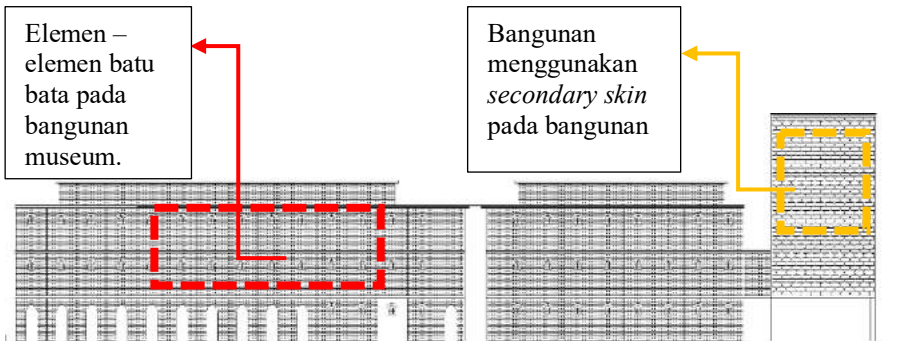 Elemen –
elemen batu
bata pada
bangunan
museum.
Bangunan
menggunakan
secondary skin
pada bangunan